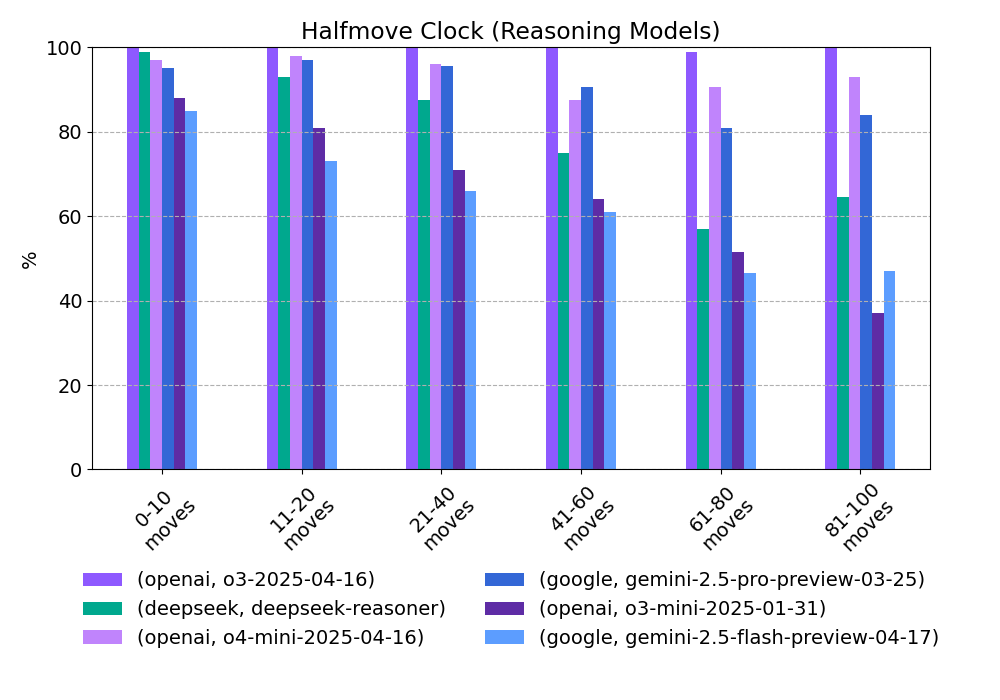 Halfmove Clock (Reasoning Models)
100
80
60
40
20
0
%
0-10
moves
11-20
moves
21-40
moves
41-60
moves
61-80
moves
81-100
moves
(openai, o3-2025-04-16)
(deepseek, deepseek-reasoner)
(openai, o4-mini-2025-04-16)
(google, gemini-2.5-pro-preview-03-25)
(openai, o3-mini-2025-01-31)
(google, gemini-2.5-flash-preview-04-17)